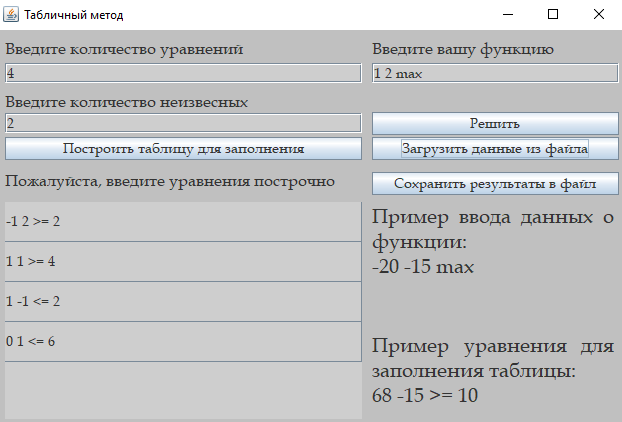 Табличный метод
Введите количество уравнений
4
Введите количество неизвесных
2
Построить таблицу для заполнения
Пожалуйста, введите уравнения построчно
-1 2 >= 2
1 1 >= 4
1 -1 <= 2
0 1 <= 6
Введите вашу функцию
1 2 max
Решить
Загрузить данные из файла
Сохранить результаты в файл
Пример ввода данных о
функции:
-20 -15 max
Пример уравнения для
заполнения таблицы:
68 -15 >= 10